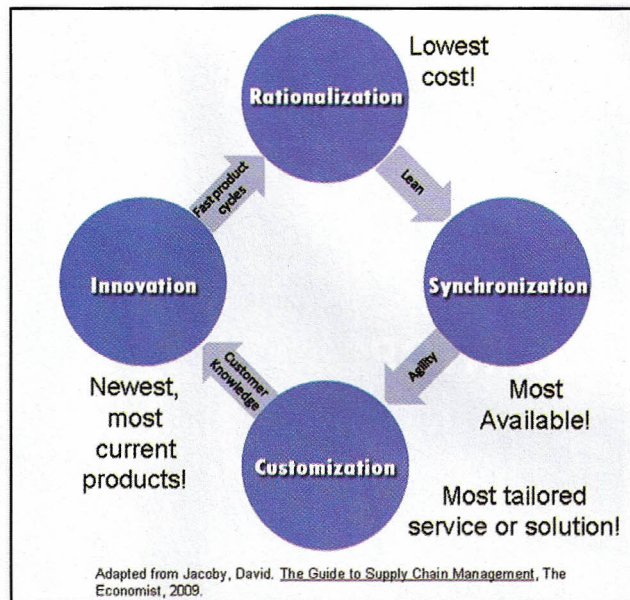 Rationalization
Lowest
cost!
Lean
Synchronization
Most
Available!
Agility
Customization
Most tailored
service or solution!
Customer
Knowledge
Innovation
Newest,
most
current
products!
Fast product
cycles
Adapted from Jacoby, David. The Guide to Supply Chain Management, The
Economist, 2009.